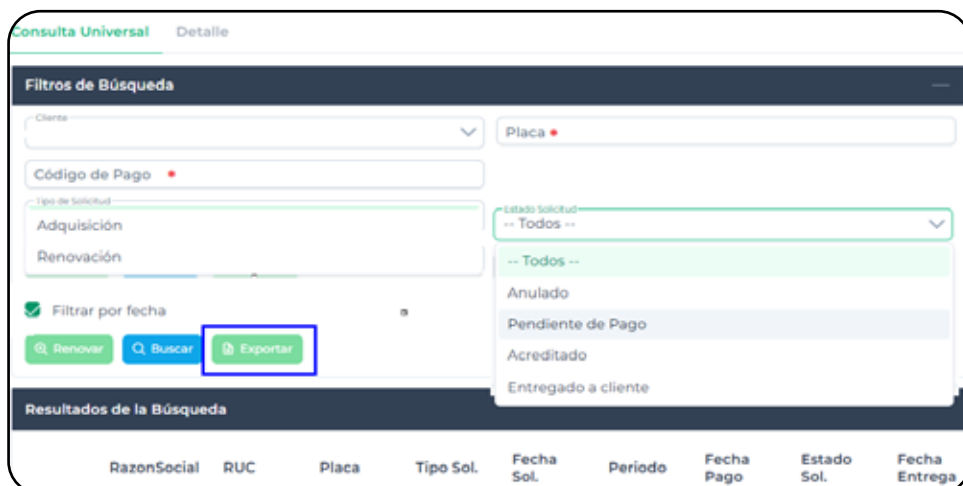 Consulta Universal Detalle
Filtros de Búsqueda
Cliente
Placa
Código de Pago
Tipo de Solicitud
Adquisición
Renovación
Estado Solicitud
-- Todos --
-- Todos --
Anulado
Pendiente de Pago
Acreditado
Entregado a cliente
Filtrar por fecha
Renovar Buscar Exportar
Resultados de la Búsqueda
RazonSocial RUC Placa Tipo Sol. Fecha Sol. Periodo Fecha Pago Estado Sol. Fecha Entrega